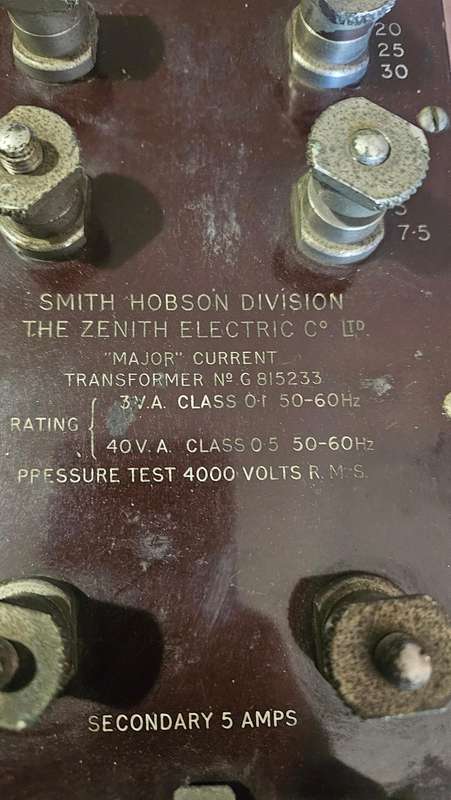 20
25
30
7·5
SMITH HOBSON DIVISION
THE ZENITH ELECTRIC Co LTD.
"MAJOR" CURRENT
TRANSFORMER No G 815233
RATING { 3 V.A. CLASS 0·1 50-60Hz
40 V.A. CLASS 0·5 50-60Hz
PRESSURE TEST 4000 VOLTS R.M.S.
SECONDARY 5 AMPS